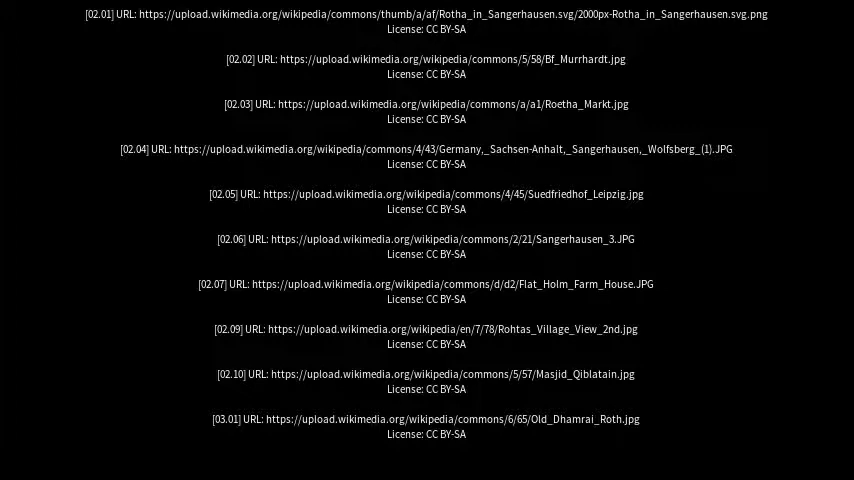 [02.01] URL: https://upload.wikimedia.org/wikipedia/commons/thumb/a/af/Rotha_in_Sangerhausen.svg/2000px-Rotha_in_Sangerhausen.svg.png
License: CC BY-SA
[02.02] URL: https://upload.wikimedia.org/wikipedia/commons/5/58/Bf_Murrhardt.jpg
License: CC BY-SA
[02.03] URL: https://upload.wikimedia.org/wikipedia/commons/a/a1/Roetha_Markt.jpg
License: CC BY-SA
[02.04] URL: https://upload.wikimedia.org/wikipedia/commons/4/43/Germany,_Sachsen-Anhalt,_Sangerhausen,_Wolfsberg_(1).JPG
License: CC BY-SA
[02.05] URL: https://upload.wikimedia.org/wikipedia/commons/4/45/Suedfriedhof_Leipzig.jpg
License: CC BY-SA
[02.06] URL: https://upload.wikimedia.org/wikipedia/commons/2/21/Sangerhausen_3.JPG
License: CC BY-SA
[02.07] URL: https://upload.wikimedia.org/wikipedia/commons/d/d2/Flat_Holm_Farm_House.JPG
License: CC BY-SA
[02.09] URL: https://upload.wikimedia.org/wikipedia/en/7/78/Rohtas_Village_View_2nd.jpg
License: CC BY-SA
[02.10] URL: https://upload.wikimedia.org/wikipedia/commons/5/57/Masjid_Qiblatain.jpg
License: CC BY-SA
[03.01] URL: https://upload.wikimedia.org/wikipedia/commons/6/65/Old_Dhamrai_Roth.jpg
License: CC BY-SA